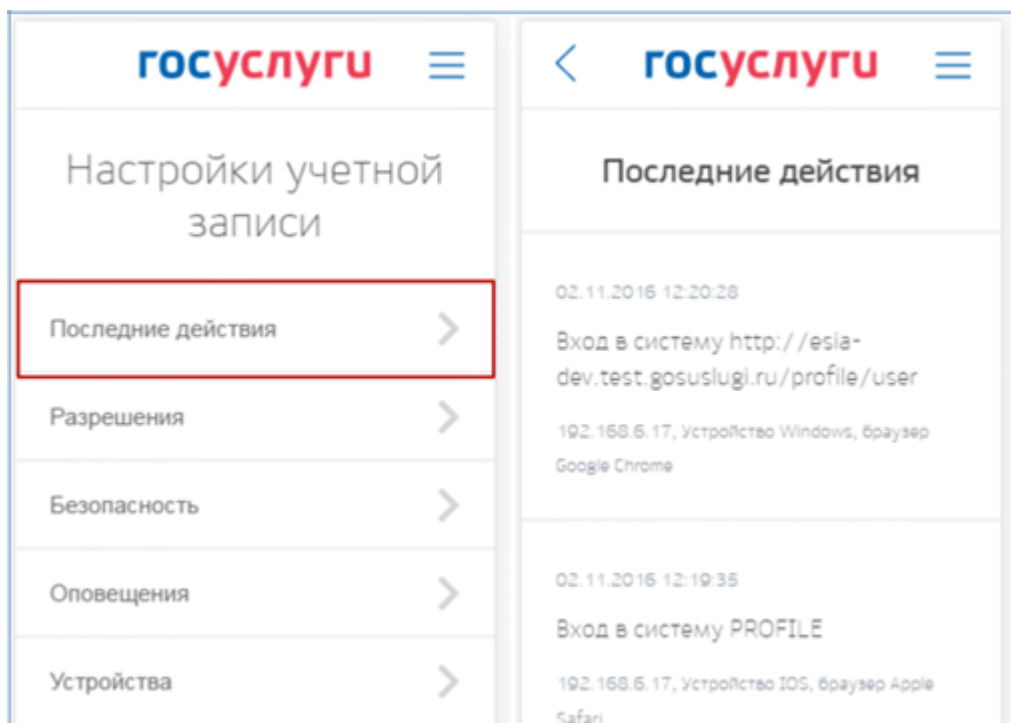 госуслуги
Настройки учетной
записи
Последние действия
Разрешения
Безопасность
Оповещения
Устройства
госуслуги
Последние действия
02.11.2016 12:20:28
Вход в систему http://esia-
dev.test.gosuslugi.ru/profile/user
192.168.6.17, Устройство Windows, браузер
Google Chrome
02.11.2016 12:19:35
Вход в систему PROFILE
192.168.6.17, Устройство IOS, браузер Apple
Safari